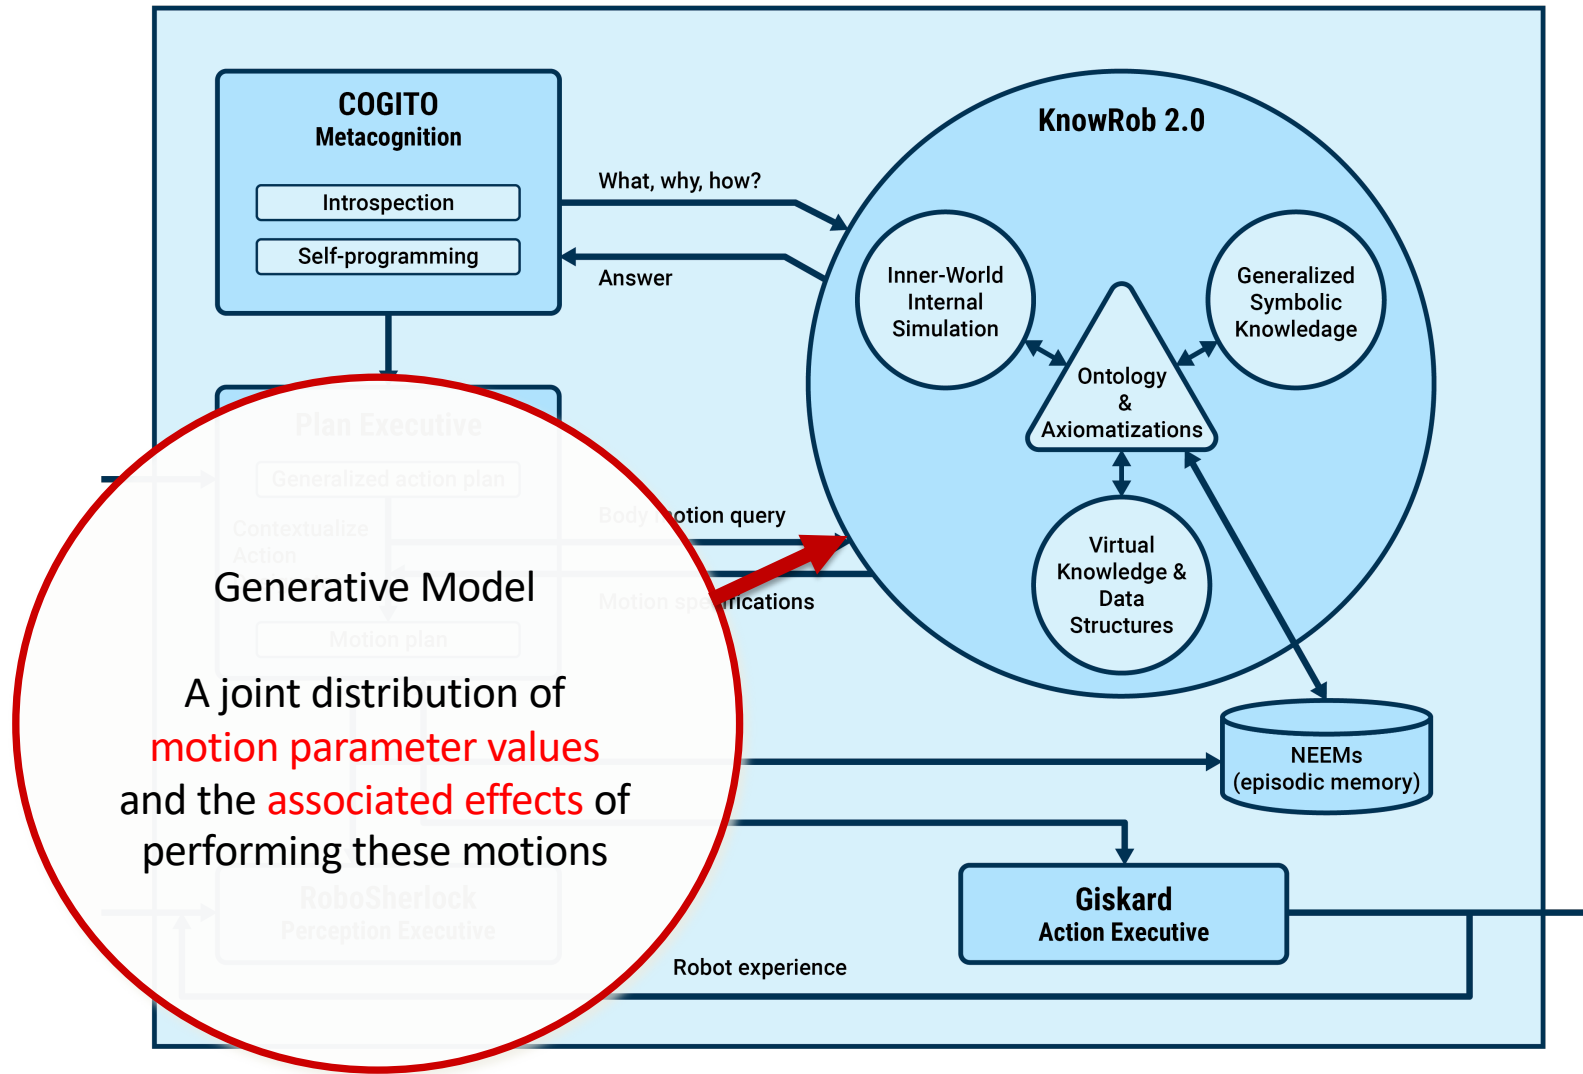 COGITO
Metacognition
Introspection
Self-programming
What, why, how?
Answer
KnowRob 2.0
Inner-World
Internal
Simulation
Generalized
Symbolic
Knowledage
Ontology
&
Axiomatizations
Virtual
Knowledge &
Data
Structures
Plan Executive
Generalized action plan
Contextualize
Action
Motion plan
Body motion query
Motion specifications
Generative Model
A joint distribution of
motion parameter values
and the associated effects of
performing these motions
NEEMs
(episodic memory)
RoboSherlock
Perception Executive
Giskard
Action Executive
Robot experience